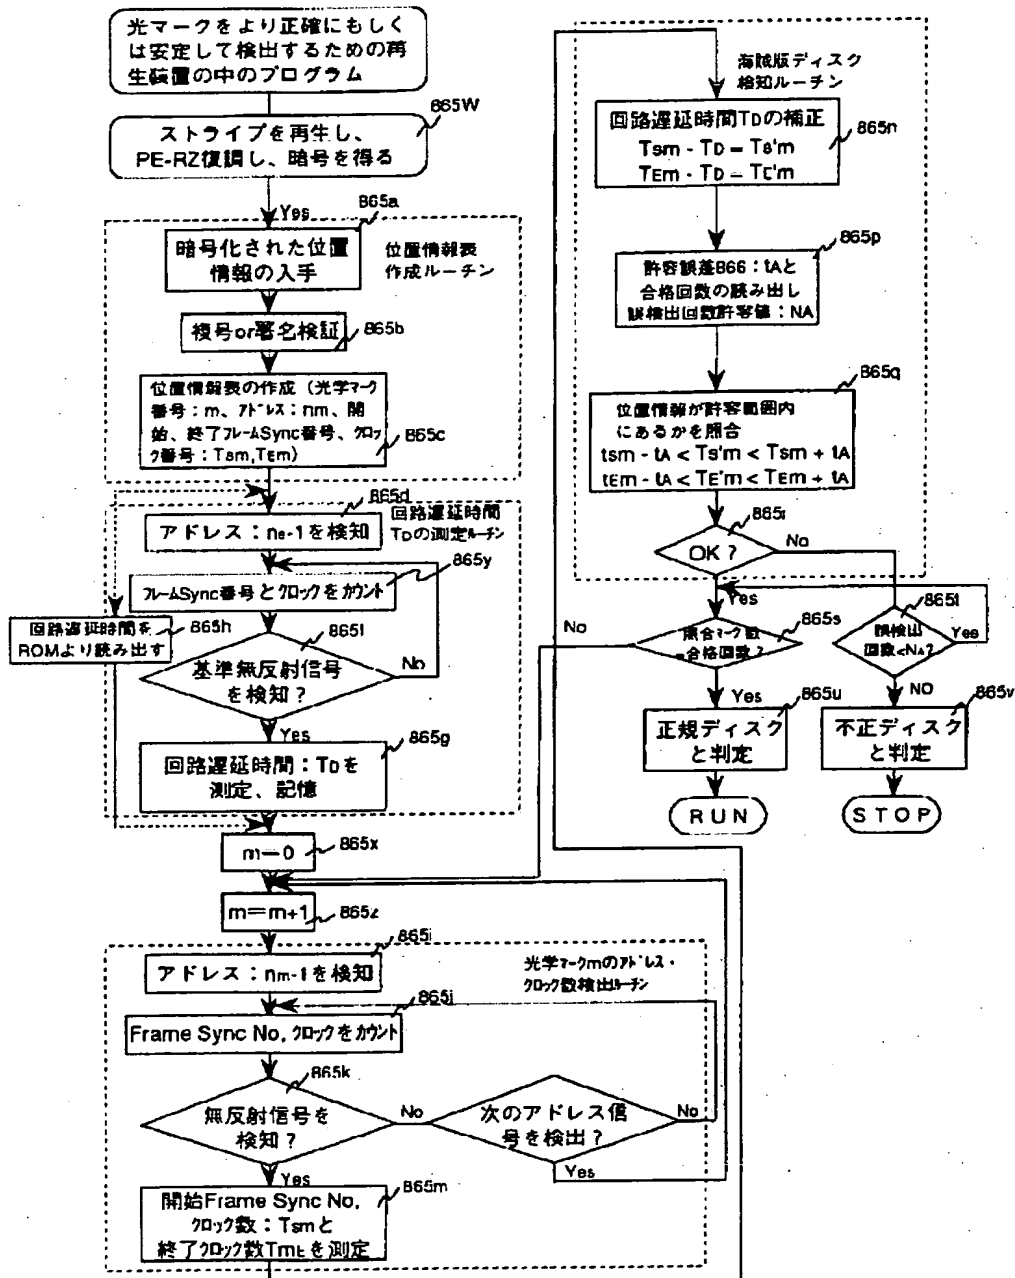 光マークをより正確にもしく
は安定して検出するための再
生装置の中のプログラム
865W
ストライプを再生し、
PE-RZ復調し、暗号を得る
Yes
865a
暗号化された位置
情報の入手
位置情報表
作成ルーチン
複号or署名検証
865b
位置情報表の作成（光学マーク
番号：m、アドレス：nm、開
始、終了フレームSync番号、クロッ
ク番号：Tsm,TEm）
865c
865d
アドレス：ns-1を検知
回路遅延時間
TDの測定ルーチン
865y
フレームSync番号とクロックをカウント
回路遅延時間を
ROMより読み出す
865h
865l
基準無反射信号
を検知？
No
Yes
865g
回路遅延時間：TDを
測定、記憶
m=0
865x
m=m+1
865z
865i
アドレス：nm-1を検知
光学マークmのアドレス・
クロック数検出ルーチン
865j
Frame Sync No, クロックをカウント
865k
無反射信号を
検知？
No
次のアドレス信
号を検出？
No
Yes
Yes
865m
開始Frame Sync No,
クロック数：Tsmと
終了クロック数TmEを測定
海賊版ディスク
検知ルーチン
回路遅延時間TDの補正
Tsm - TD = Ts'm
TEm - TD = TE'm
865n
865p
許容誤差866：tAと
合格回数の読み出し
誤検出回数許容値：NA
865q
位置情報が許容範囲内
にあるかを照合
tsm - tA < Ts'm < Tsm + tA
tEm - tA < TE'm < TEm + tA
865r
OK？
No
Yes
No
照合マーク数
=合格回数？
865s
865t
誤検出
回数<NA？
Yes
Yes
865u
NO
865v
正規ディスク
と判定
不正ディスク
と判定
RUN
STOP